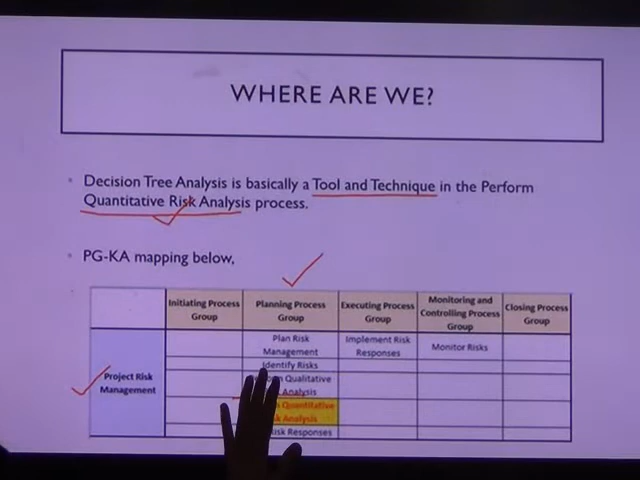 WHERE ARE WE?
• Decision Tree Analysis is basically a Tool and Technique in the Perform
Quantitative Risk Analysis process.
• PG-KA mapping below,
Initiating Process
Group
Planning Process
Group
Executing Process
Group
Monitoring and
Controlling Process
Group
Closing Process
Group
Project Risk
Management
Plan Risk
Management
Implement Risk
Responses
Monitor Risks
Identify Risks
Qualitative
Analysis
Quantitative
Analysis
Responses